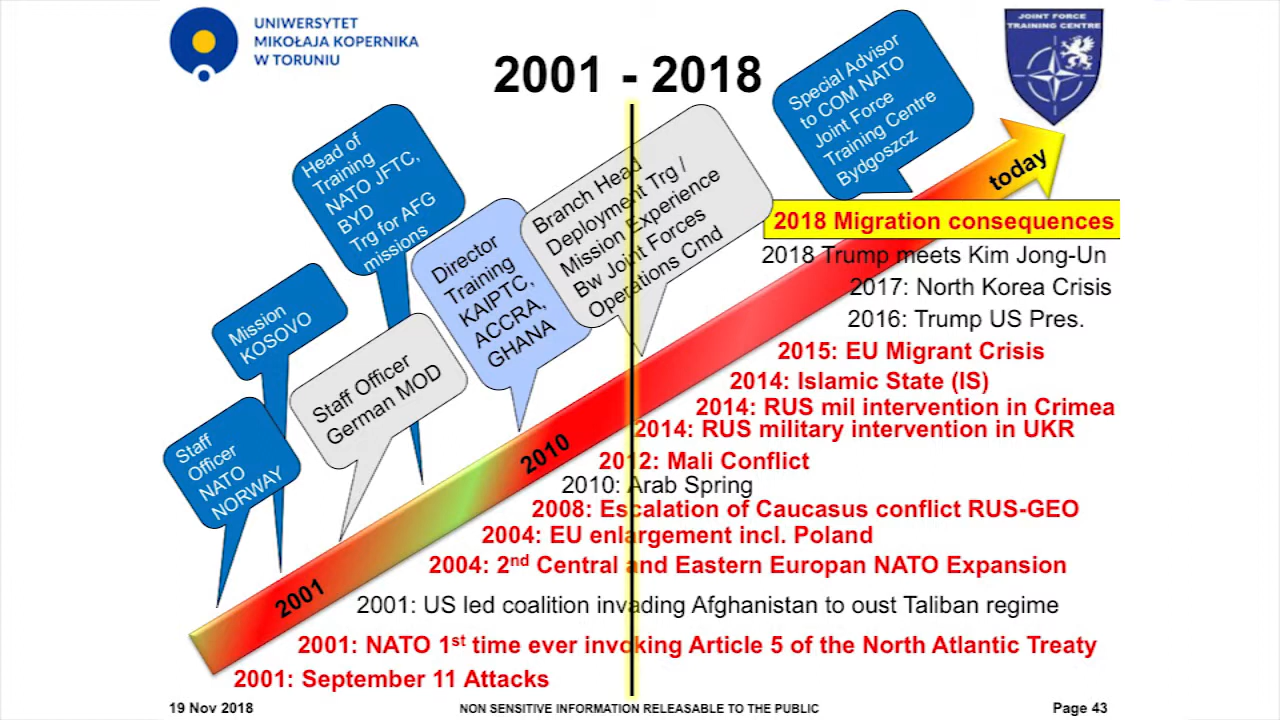 UNIWERSYTET
MIKOŁAJA KOPERNIKA
W TORUNIU
2001 - 2018
JOINT FORCE
TRAINING CENTRE
Special Advisor
to COM NATO
Joint Force
Training Centre
Bydgoszcz
Head of
Training
NATO JFTC,
BYD
Trg for AFG
missions
Branch Head
Deployment Trg /
Mission Experience
Bw Joint Forces
Operations Cmd
Director
Training
KAIPTC,
ACCRA,
GHANA
Mission
KOSOVO
Staff Officer
German MOD
Staff
Officer
NATO
NORWAY
today
2010
2001
2018 Migration consequences
2018 Trump meets Kim Jong-Un
2017: North Korea Crisis
2016: Trump US Pres.
2015: EU Migrant Crisis
2014: Islamic State (IS)
2014: RUS mil intervention in Crimea
2014: RUS military intervention in UKR
2012: Mali Conflict
2010: Arab Spring
2008: Escalation of Caucasus conflict RUS-GEO
2004: EU enlargement incl. Poland
2004: 2nd Central and Eastern Europan NATO Expansion
2001: US led coalition invading Afghanistan to oust Taliban regime
2001: NATO 1st time ever invoking Article 5 of the North Atlantic Treaty
2001: September 11 Attacks
19 Nov 2018
NON SENSITIVE INFORMATION RELEASABLE TO THE PUBLIC
Page 43